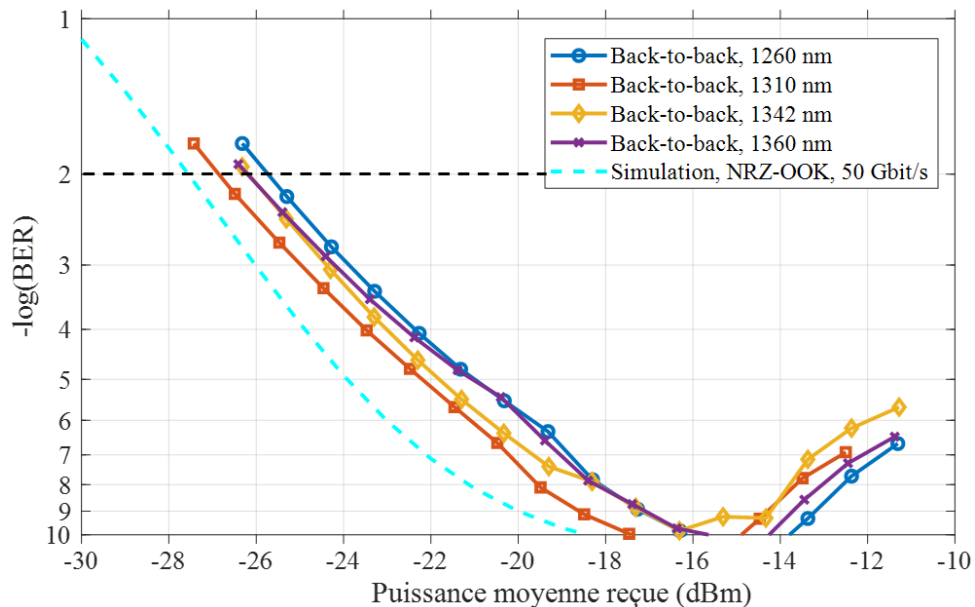 1
2
3
4
5
6
7
8
9
10
-log(BER)
Back-to-back, 1260 nm
Back-to-back, 1310 nm
Back-to-back, 1342 nm
Back-to-back, 1360 nm
Simulation, NRZ-OOK, 50 Gbit/s
-30 -28 -26 -24 -22 -20 -18 -16 -14 -12 -10
Puissance moyenne reçue (dBm)